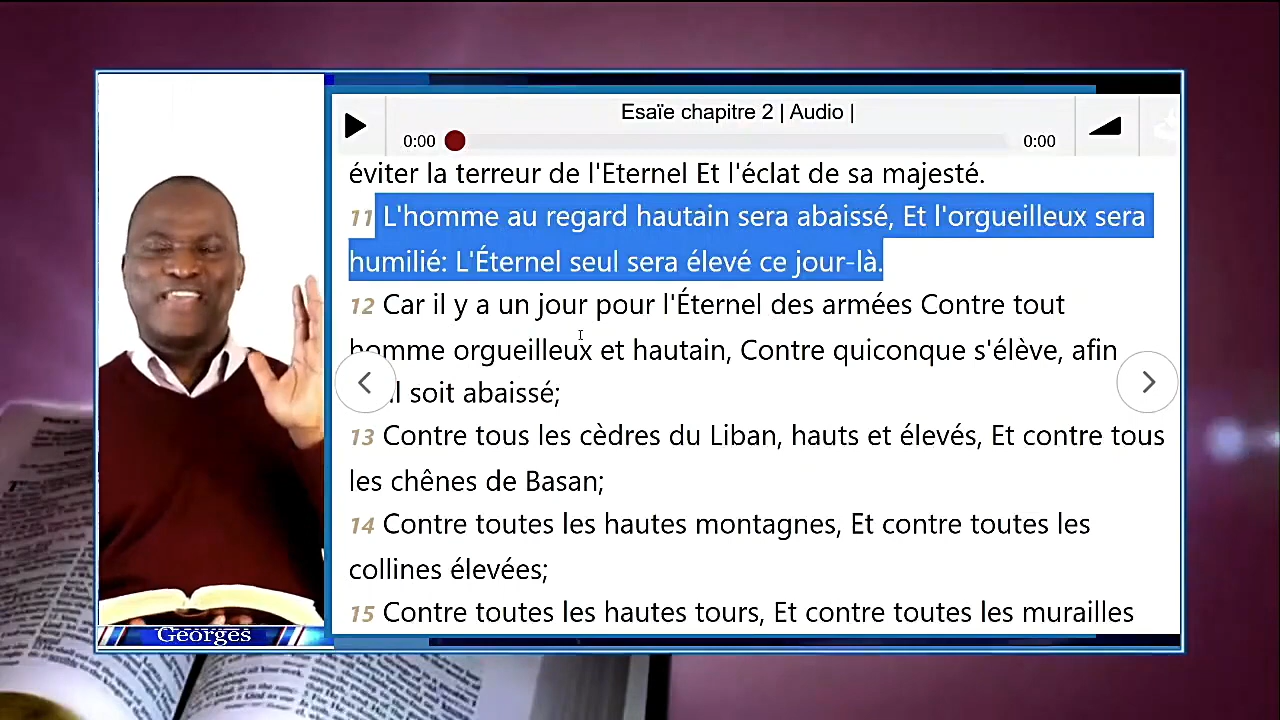 Esaïe chapitre 2 | Audio |
0:00
0:00
éviter la terreur de l'Eternel Et l'éclat de sa majesté.
11 L'homme au regard hautain sera abaissé, Et l'orgueilleux sera
humilié: L'Éternel seul sera élevé ce jour-là.
12 Car il y a un jour pour l'Éternel des armées Contre tout
homme orgueilleux et hautain, Contre quiconque s'élève, afin
soit abaissé;
13 Contre tous les cèdres du Liban, hauts et élevés, Et contre tous
les chênes de Basan;
14 Contre toutes les hautes montagnes, Et contre toutes les
collines élevées;
15 Contre toutes les hautes tours, Et contre toutes les murailles
Georges